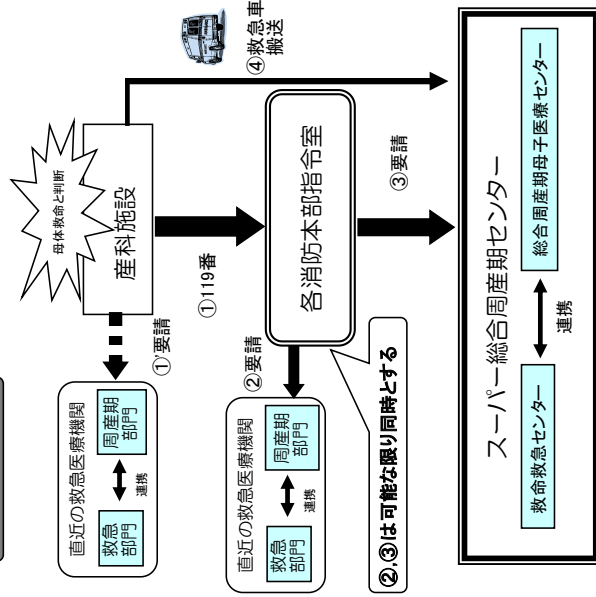 母体救命と判断
産科施設
④救急車
搬送
①'要請
①119番
直近の救急医療機関
救急
部門
連携
周産期
部門
各消防本部指令室
②要請
③要請
直近の救急医療機関
救急
部門
連携
周産期
部門
②,③は可能な限り同時とする
スーパー総合周産期センター
救命救急センター
連携
総合周産期母子医療センター